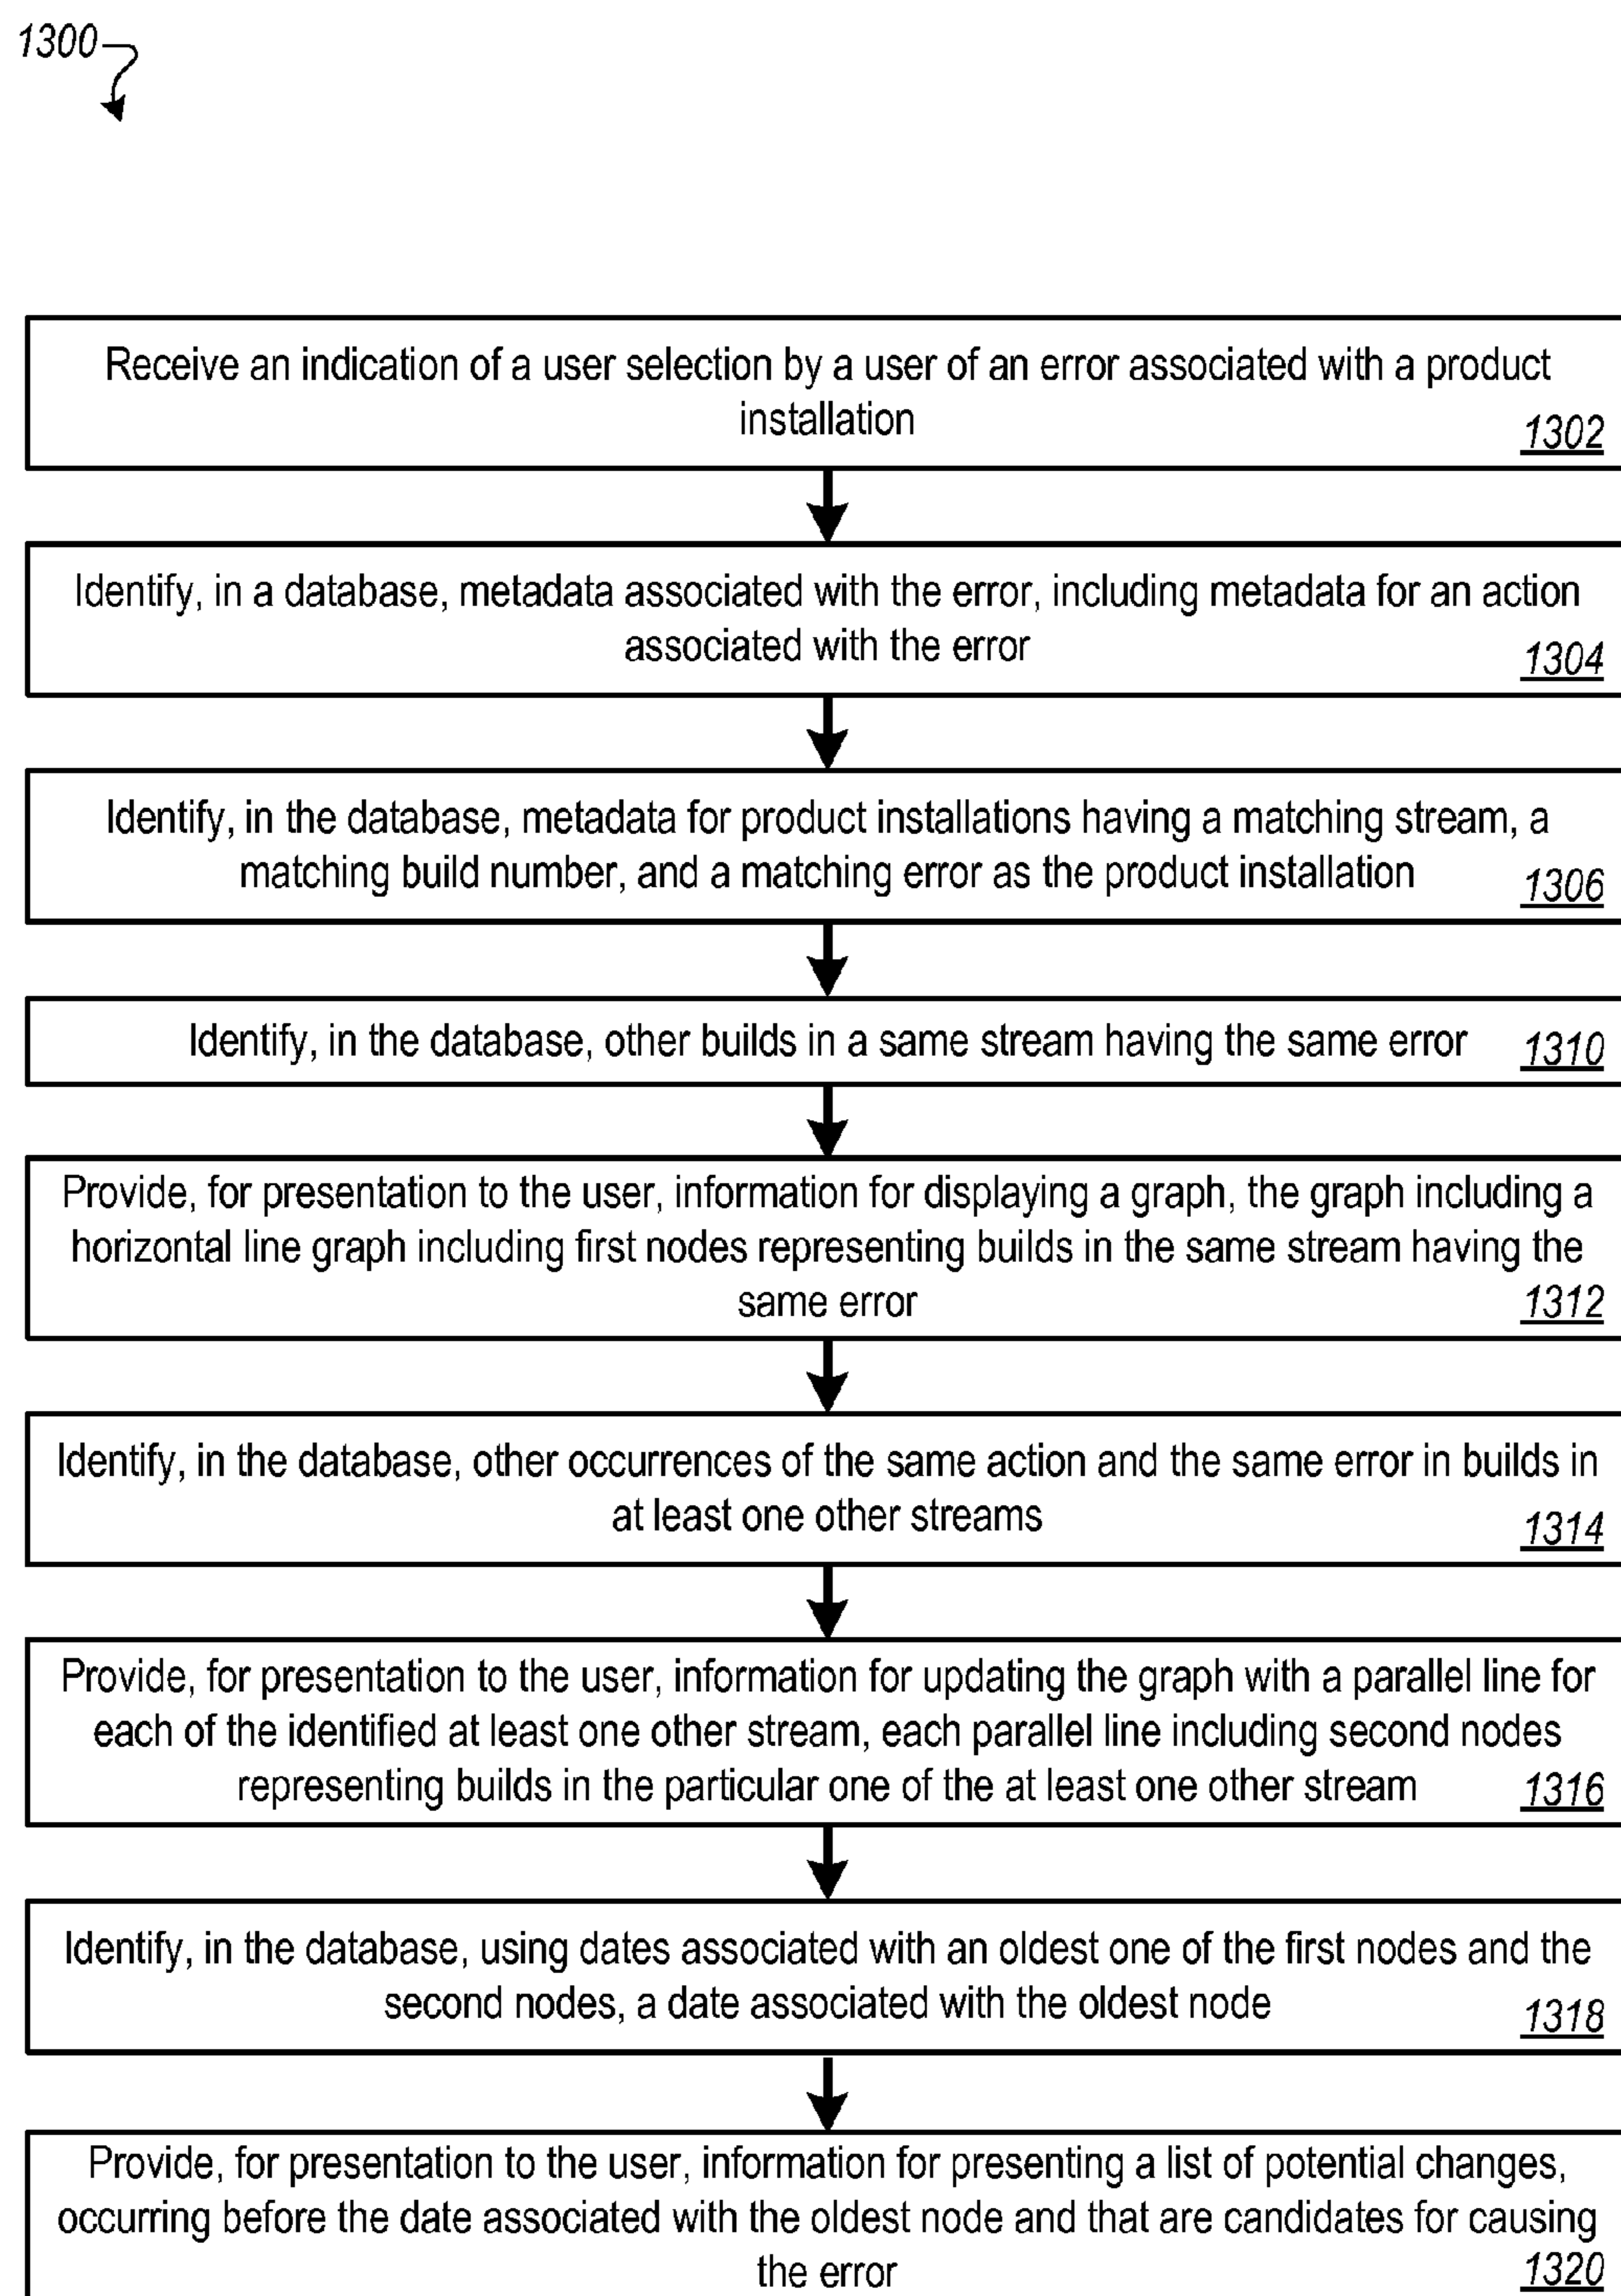 1300
Receive an indication of a user selection by a user of an error associated with a product
installation
1302
Identify, in a database, metadata associated with the error, including metadata for an action
associated with the error
1304
Identify, in the database, metadata for product installations having a matching stream, a
matching build number, and a matching error as the product installation
1306
Identify, in the database, other builds in a same stream having the same error 1310
Provide, for presentation to the user, information for displaying a graph, the graph including a
horizontal line graph including first nodes representing builds in the same stream having the
same error
1312
Identify, in the database, other occurrences of the same action and the same error in builds in
at least one other streams
1314
Provide, for presentation to the user, information for updating the graph with a parallel line for
each of the identified at least one other stream, each parallel line including second nodes
representing builds in the particular one of the at least one other stream 1316
Identify, in the database, using dates associated with an oldest one of the first nodes and the
second nodes, a date associated with the oldest node
1318
Provide, for presentation to the user, information for presenting a list of potential changes,
occurring before the date associated with the oldest node and that are candidates for causing
the error
1320